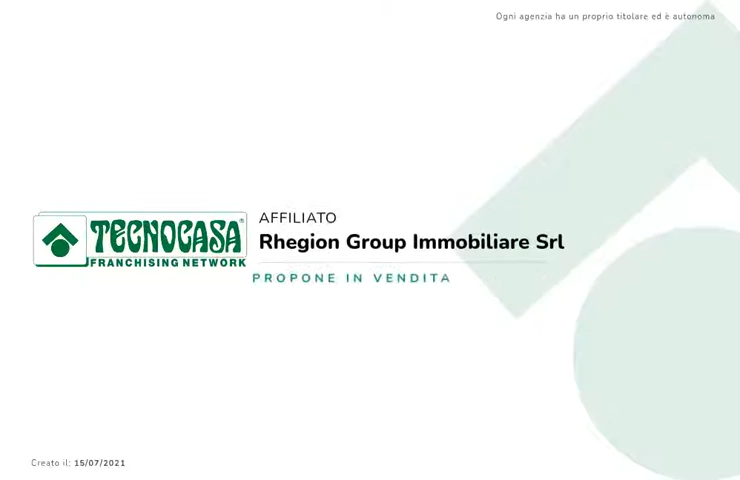 Ogni agenzia ha un proprio titolare ed è autonoma
TECNOCASA®
FRANCHISING NETWORK
AFFILIATO
Rhegion Group Immobiliare Srl
PROPONE IN VENDITA
Creato il: 15/07/2021